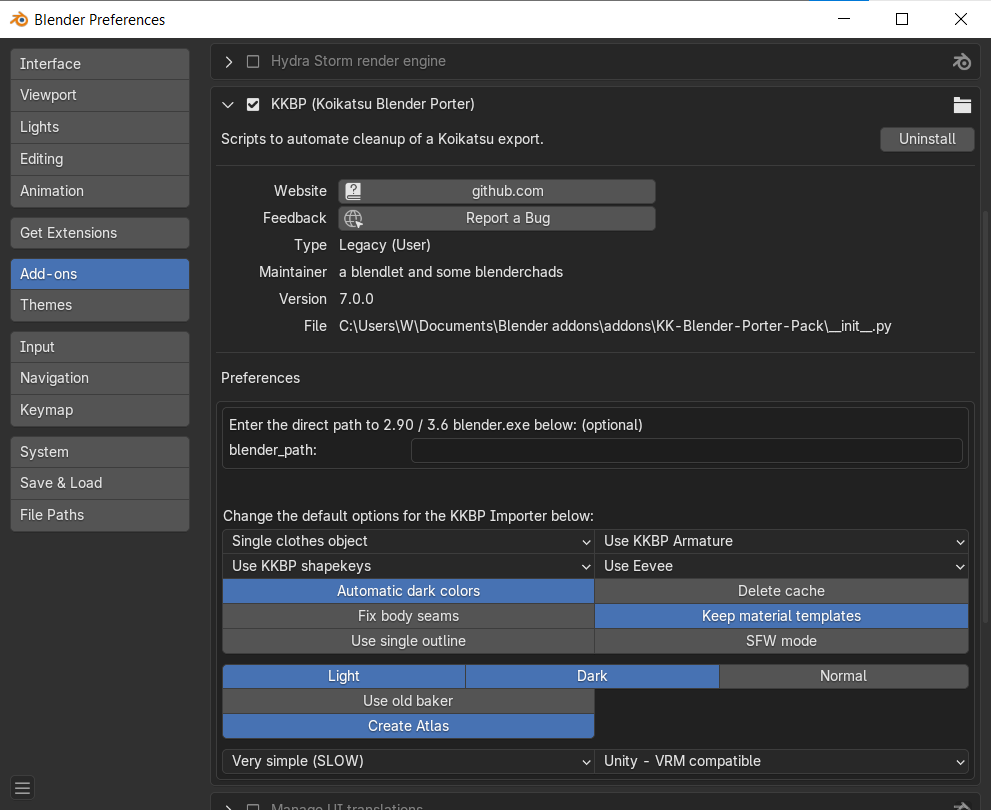 Blender Preferences
Interface
Viewport
Lights
Editing
Animation
Get Extensions
Add-ons
Themes
Input
Navigation
Keymap
System
Save & Load
File Paths
Hydra Storm render engine
KKBP (Koikatsu Blender Porter)
Scripts to automate cleanup of a Koikatsu export.
Uninstall
Website github.com
Feedback Report a Bug
Type Legacy (User)
Maintainer a blendlet and some blenderchads
Version 7.0.0
File C:\Users\W\Documents\Blender addons\addons\KK-Blender-Porter-Pack\__init__.py
Preferences
Enter the direct path to 2.90 / 3.6 blender.exe below: (optional)
blender_path:
Change the default options for the KKBP Importer below:
Single clothes object Use KKBP Armature
Use KKBP shapekeys Use Eevee
Automatic dark colors Delete cache
Fix body seams Keep material templates
Use single outline SFW mode
Light Dark Normal
Use old baker
Create Atlas
Very simple (SLOW) Unity - VRM compatible
Manage UI translations